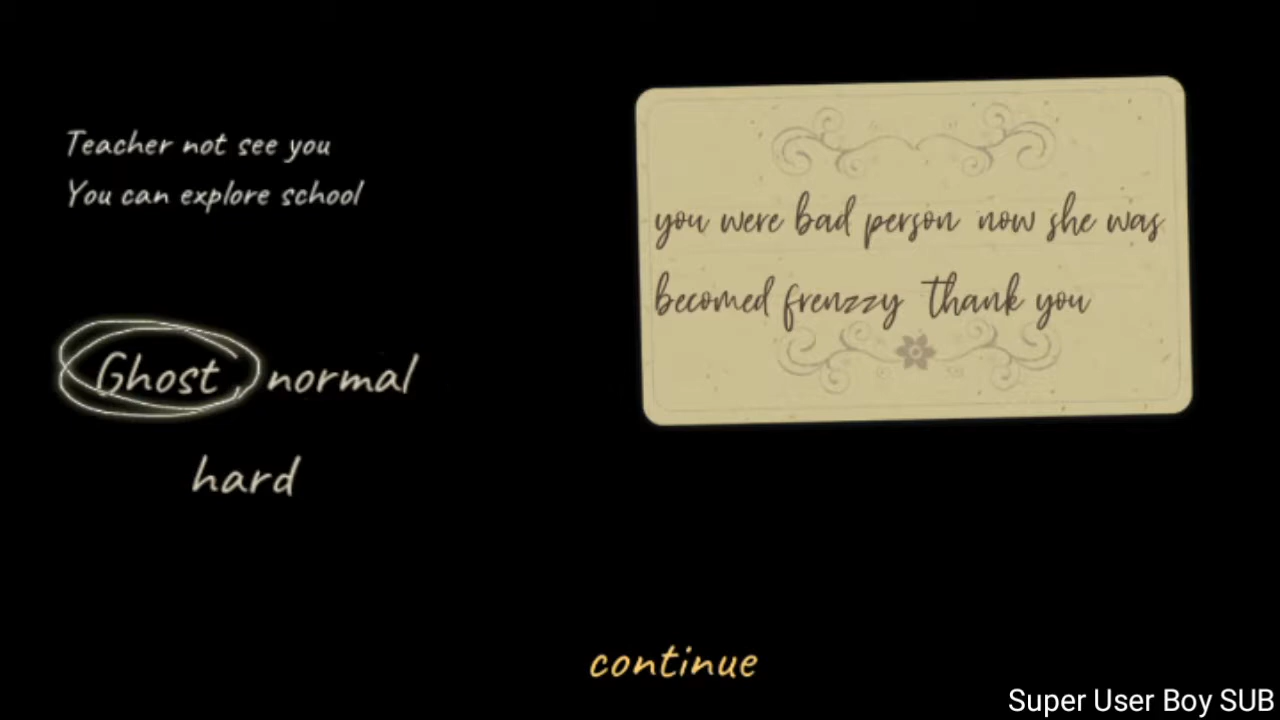 Teacher not see you
You can explore school
Ghost, normal
hard
you were bad person now she was
becomed frenzzy thank you
continue
Super User Boy SUB